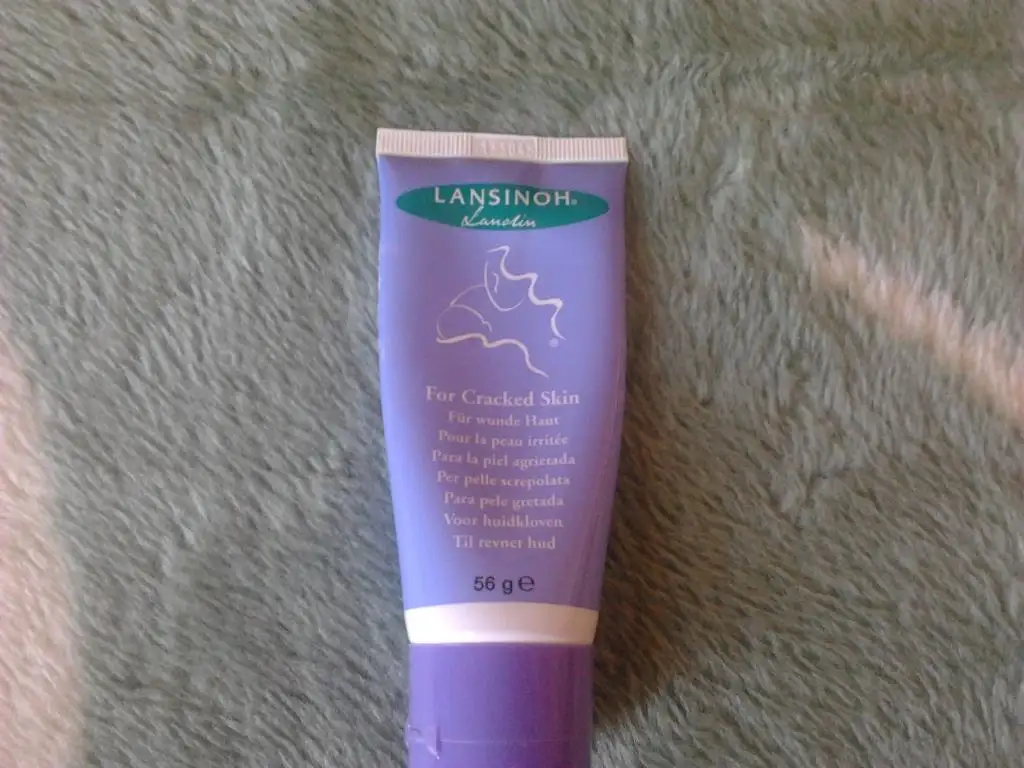 LANSINOH®
Lanolin
®
For Cracked Skin
Für wunde Haut
Pour la peau irritée
Para la piel agrietada
Per pelle screpolata
Para pele gretada
Voor huidkloven
Til revnet hud
56 g ℮